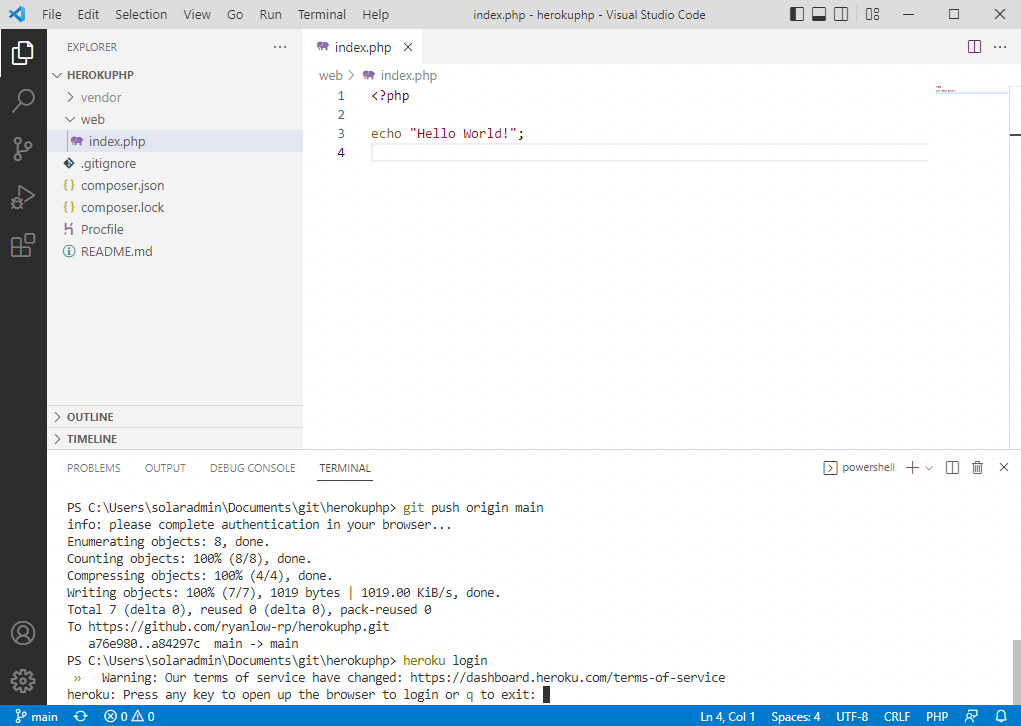 File Edit Selection View Go Run Terminal Help index.php - herokuphp - Visual Studio Code
EXPLORER
HEROKUPHP
vendor
web
index.php
.gitignore
composer.json
composer.lock
Procfile
README.md
OUTLINE
TIMELINE
index.php
web > index.php
1 <?php
2
3 echo "Hello World!";
4
PROBLEMS OUTPUT DEBUG CONSOLE TERMINAL powershell
PS C:\Users\solaradmin\Documents\git\herokuphp> git push origin main
info: please complete authentication in your browser...
Enumerating objects: 8, done.
Counting objects: 100% (8/8), done.
Compressing objects: 100% (4/4), done.
Writing objects: 100% (7/7), 1019 bytes | 1019.00 KiB/s, done.
Total 7 (delta 0), reused 0 (delta 0), pack-reused 0
To https://github.com/ryanlow-rp/herokuphp.git
a76e980..a84297c main -> main
PS C:\Users\solaradmin\Documents\git\herokuphp> heroku login
» Warning: Our terms of service have changed: https://dashboard.heroku.com/terms-of-service
heroku: Press any key to open up the browser to login or q to exit:
main 0 0 Ln 4, Col 1 Spaces: 4 UTF-8 CRLF PHP